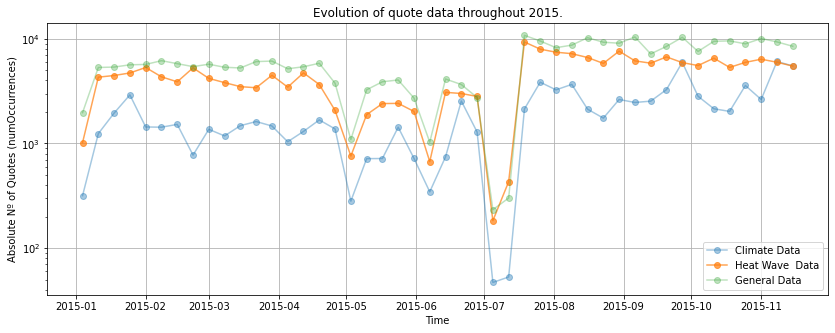 Evolution of quote data throughout 2015.
Absolute Nº of Quotes (numOccurrences)
10⁴
10³
10²
2015-01 2015-02 2015-03 2015-04 2015-05 2015-06 2015-07 2015-08 2015-09 2015-10 2015-11
Time
Climate Data
Heat Wave  Data
General Data